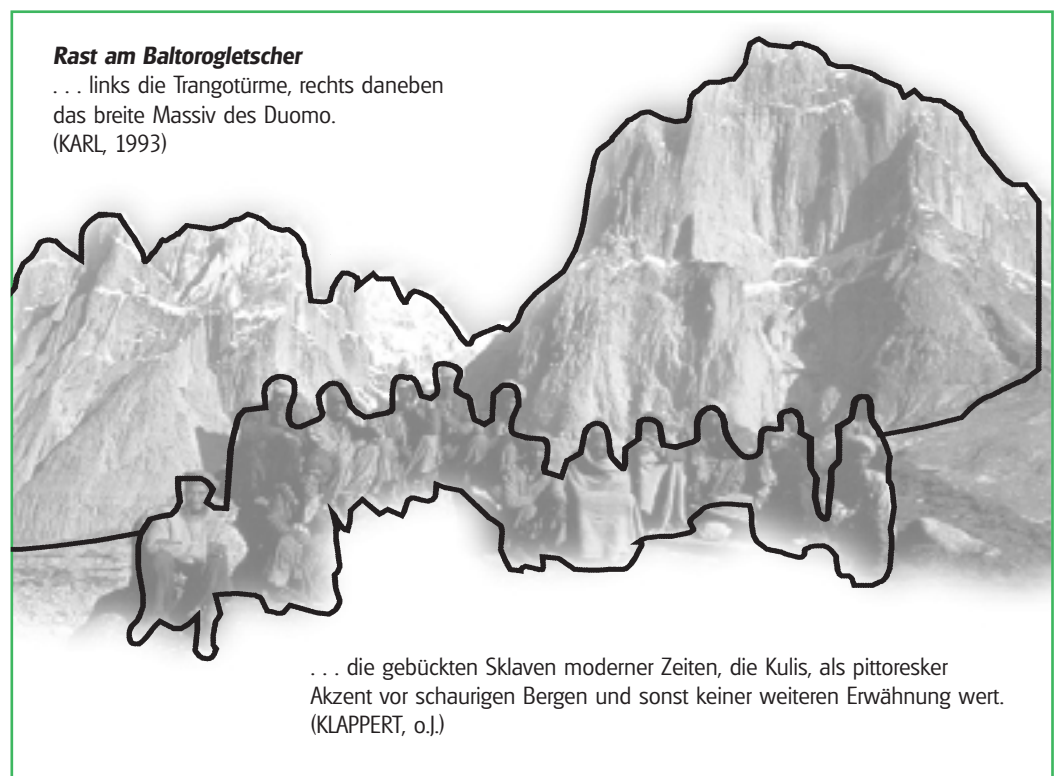 Rast am Baltorogletscher
. . . links die Trangotürme, rechts daneben
das breite Massiv des Duomo.
(KARL, 1993)
. . . die gebückten Sklaven moderner Zeiten, die Kulis, als pittoresker
Akzent vor schaurigen Bergen und sonst keiner weiteren Erwähnung wert.
(KLAPPERT, o.J.)